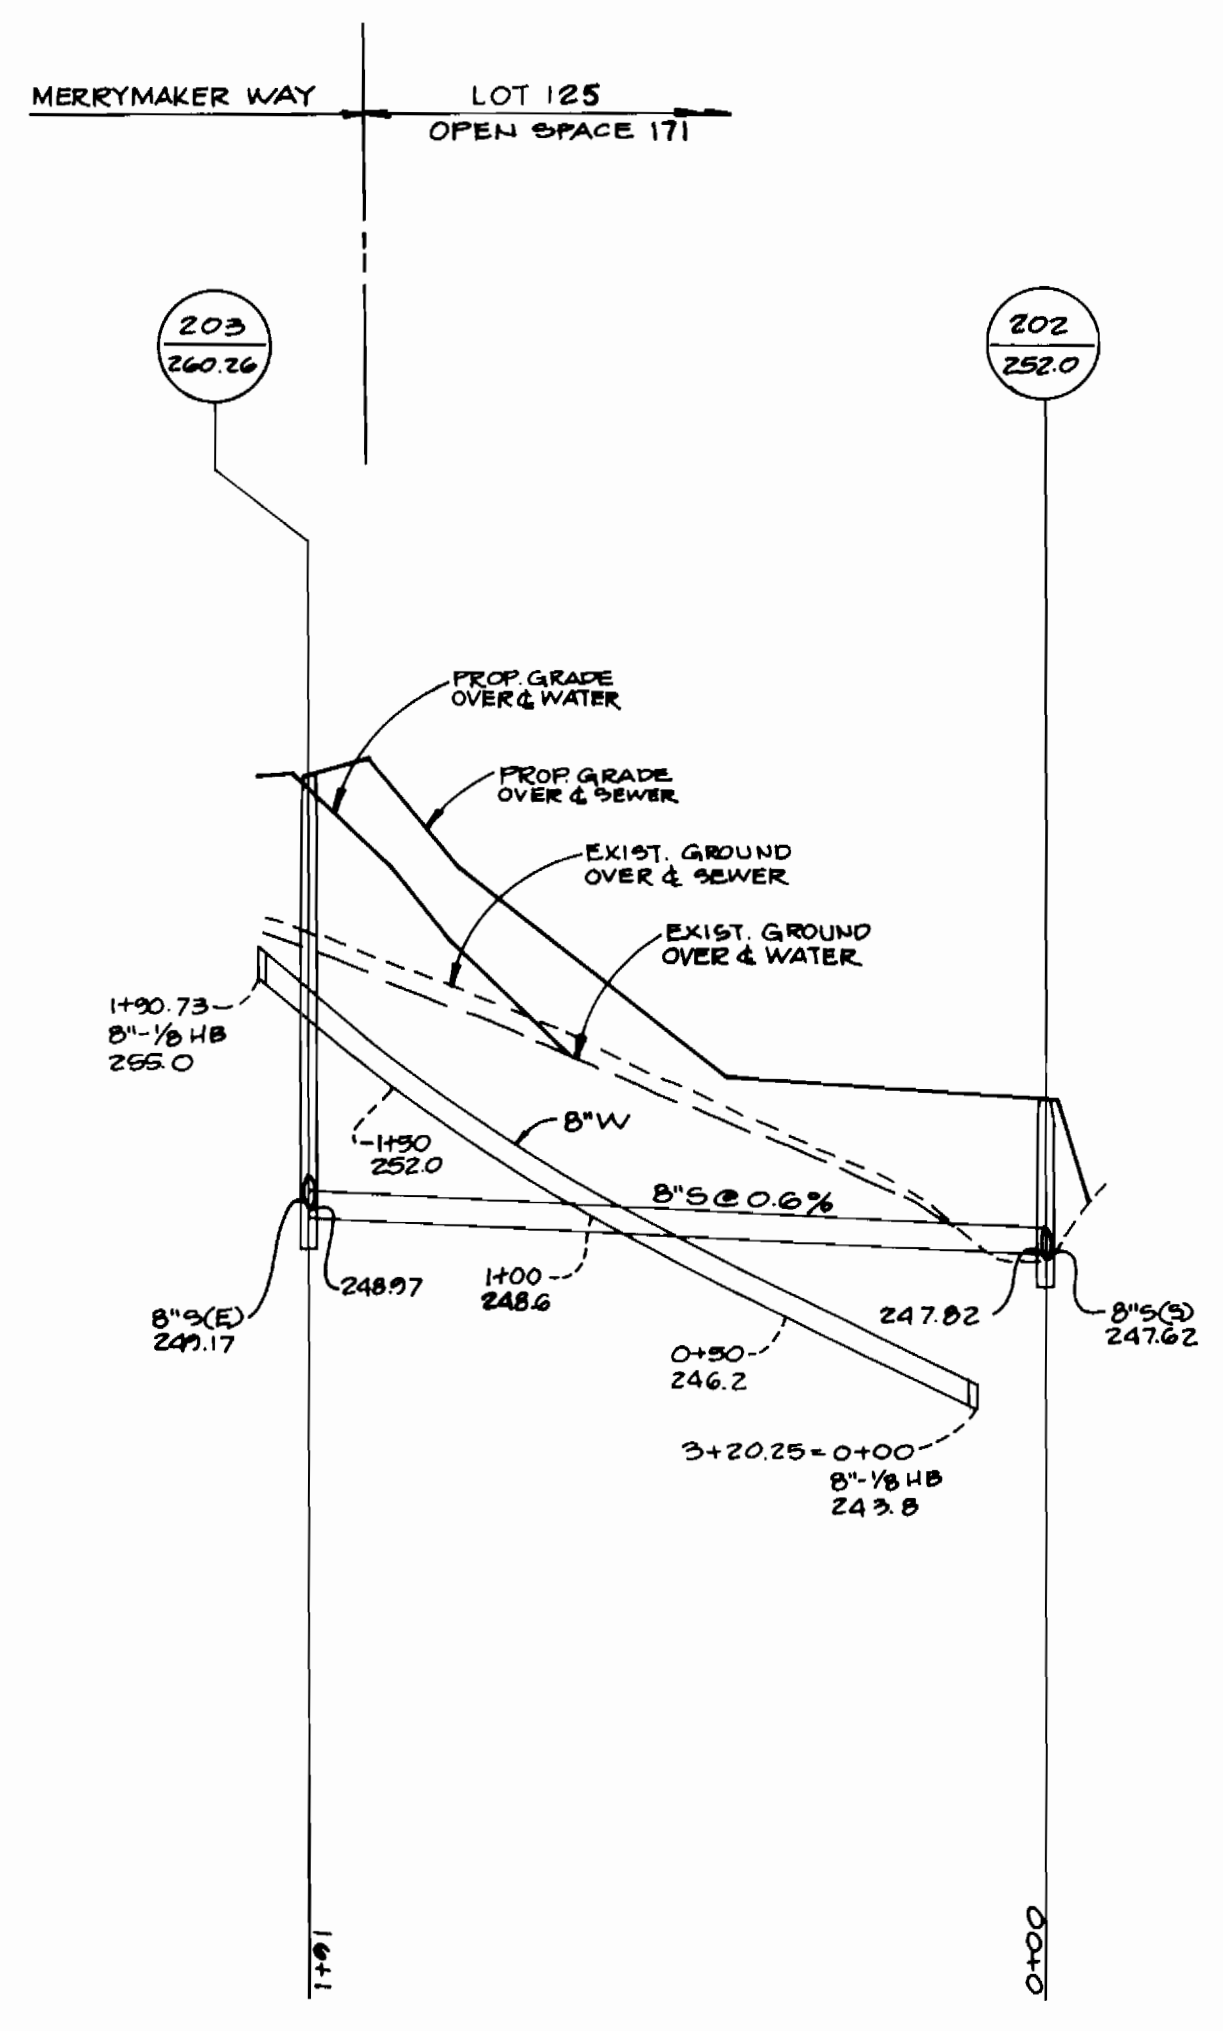 MERRYMAKER WAY
LOT 125
OPEN SPACE 171
203
260.26
202
252.0
PROP. GRADE
OVER ℄ WATER
PROP. GRADE
OVER ℄ SEWER
EXIST. GROUND
OVER ℄ SEWER
EXIST. GROUND
OVER ℄ WATER
1+90.73
8"-1/8 HB
255.0
8"W
1+50
252.0
8"S @ 0.6%
248.97
8"S(E)
249.17
1+00
248.6
247.82
8"S(S)
247.62
0+50
246.2
3+20.25 = 0+00
8"-1/8 HB
243.8
1+91
0+00